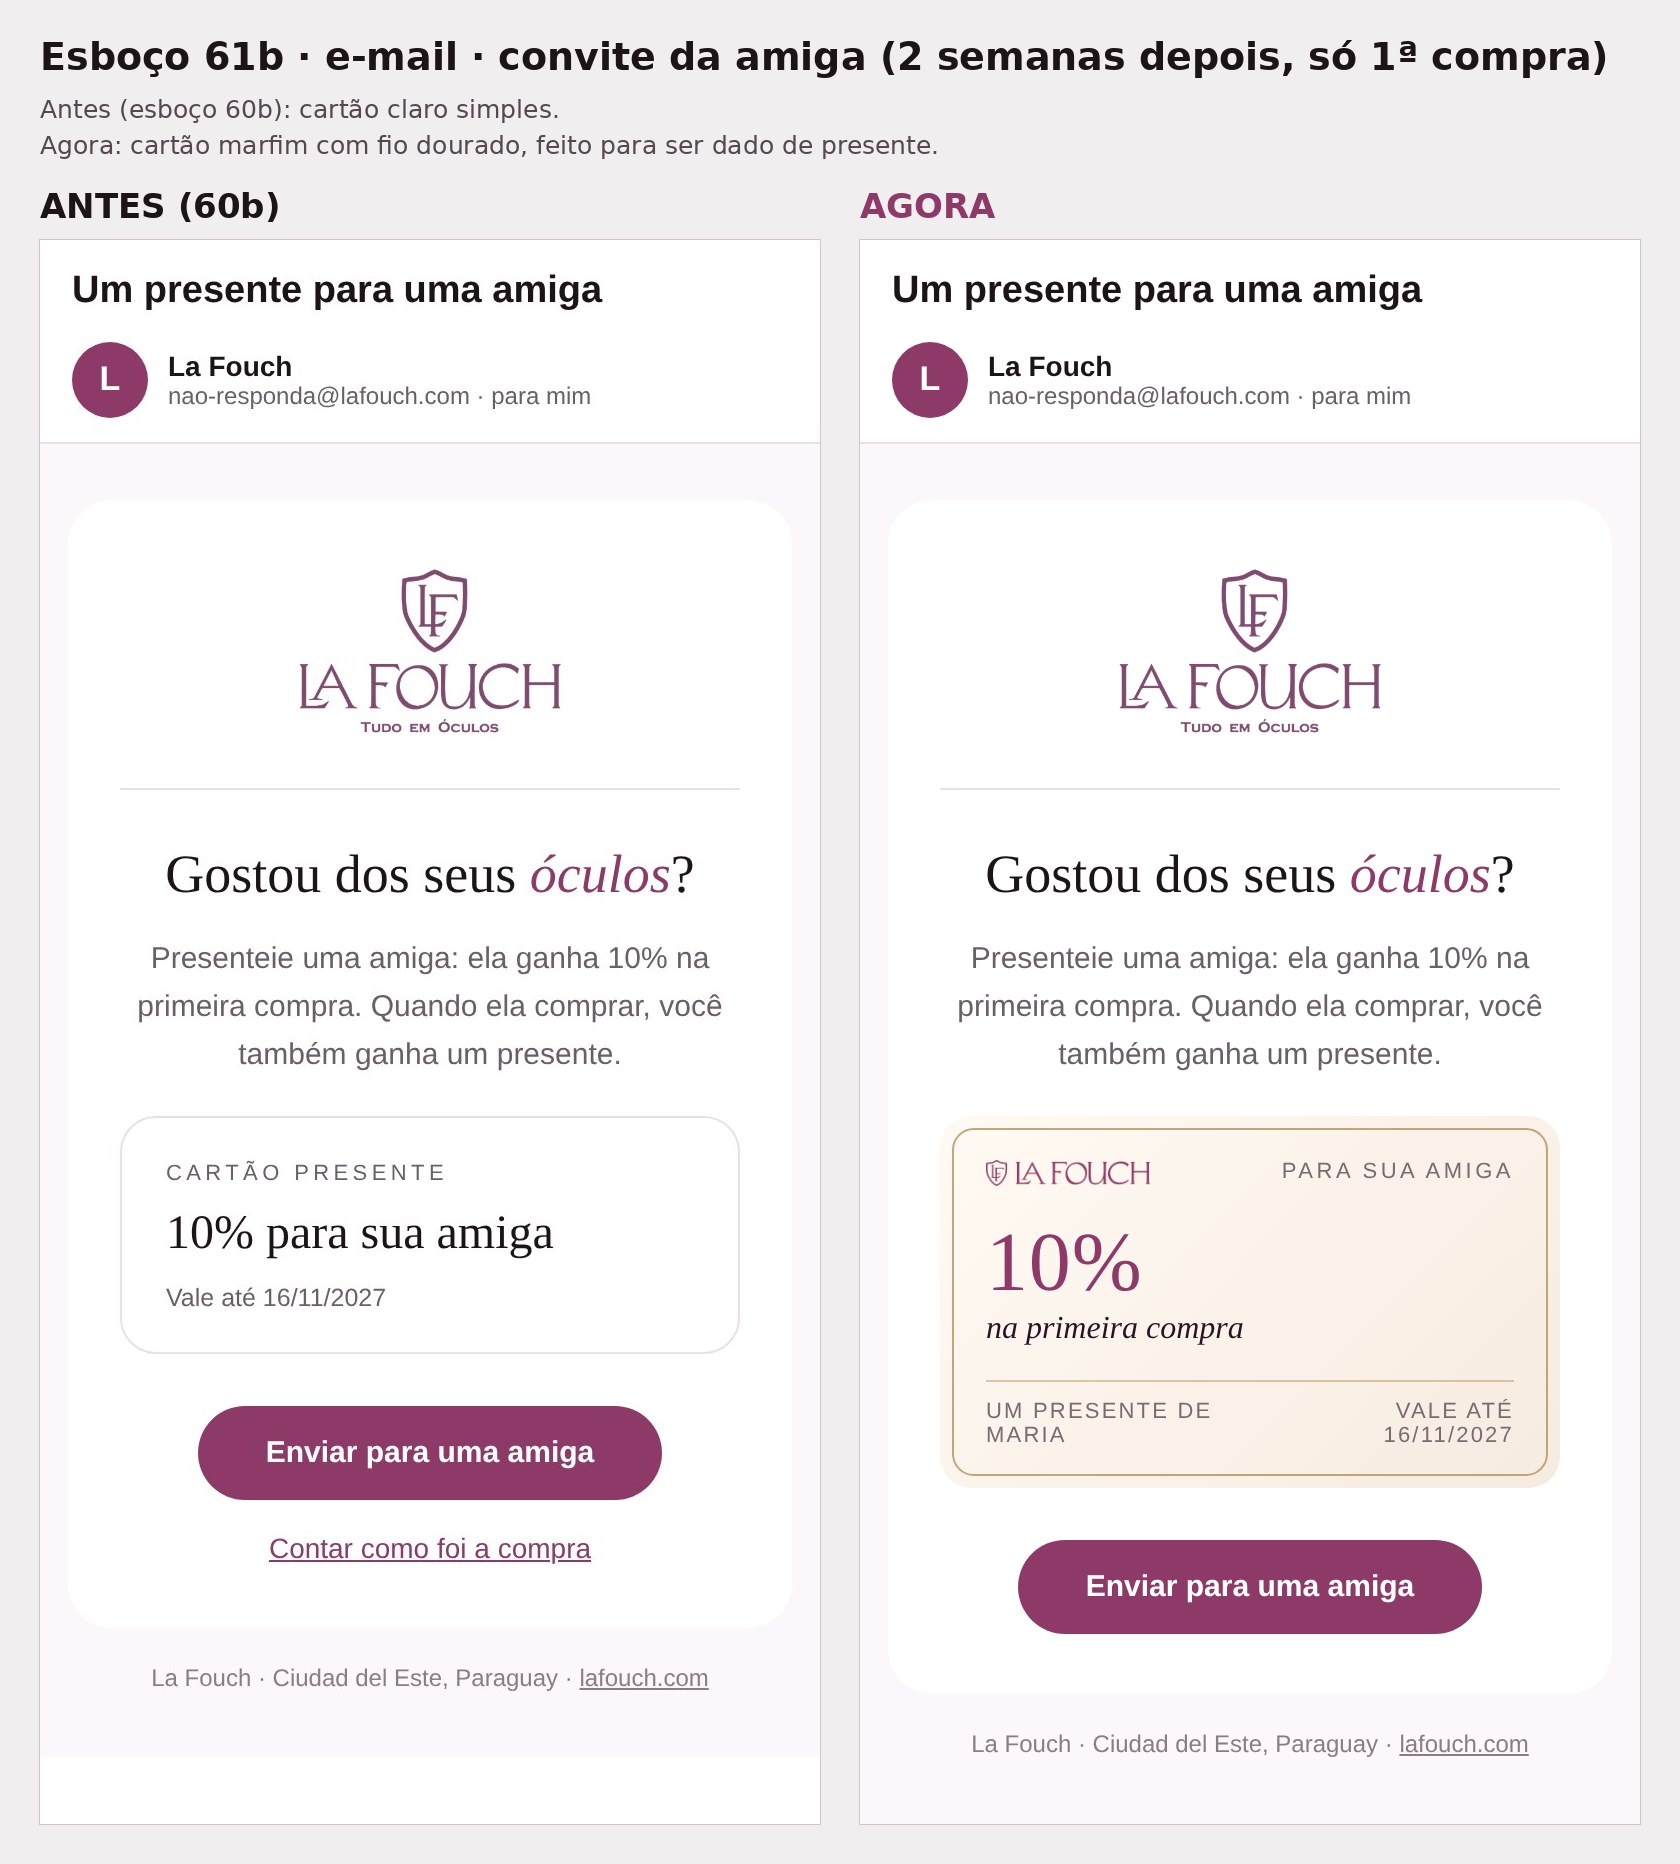 Esboço 61b · e-mail · convite da amiga (2 semanas depois, só 1ª compra)
Antes (esboço 60b): cartão claro simples.
Agora: cartão marfim com fio dourado, feito para ser dado de presente.
ANTES (60b)
Um presente para uma amiga
L
La Fouch
nao-responda@lafouch.com · para mim
LF
LA FOUCH
Tudo em Óculos
Gostou dos seus óculos?
Presenteie uma amiga: ela ganha 10% na
primeira compra. Quando ela comprar, você
também ganha um presente.
CARTÃO PRESENTE
10% para sua amiga
Vale até 16/11/2027
Enviar para uma amiga
Contar como foi a compra
La Fouch · Ciudad del Este, Paraguay · lafouch.com
AGORA
Um presente para uma amiga
L
La Fouch
nao-responda@lafouch.com · para mim
LF
LA FOUCH
Tudo em Óculos
Gostou dos seus óculos?
Presenteie uma amiga: ela ganha 10% na
primeira compra. Quando ela comprar, você
também ganha um presente.
LF LA FOUCH
PARA SUA AMIGA
10%
na primeira compra
UM PRESENTE DE
MARIA
VALE ATÉ
16/11/2027
Enviar para uma amiga
La Fouch · Ciudad del Este, Paraguay · lafouch.com